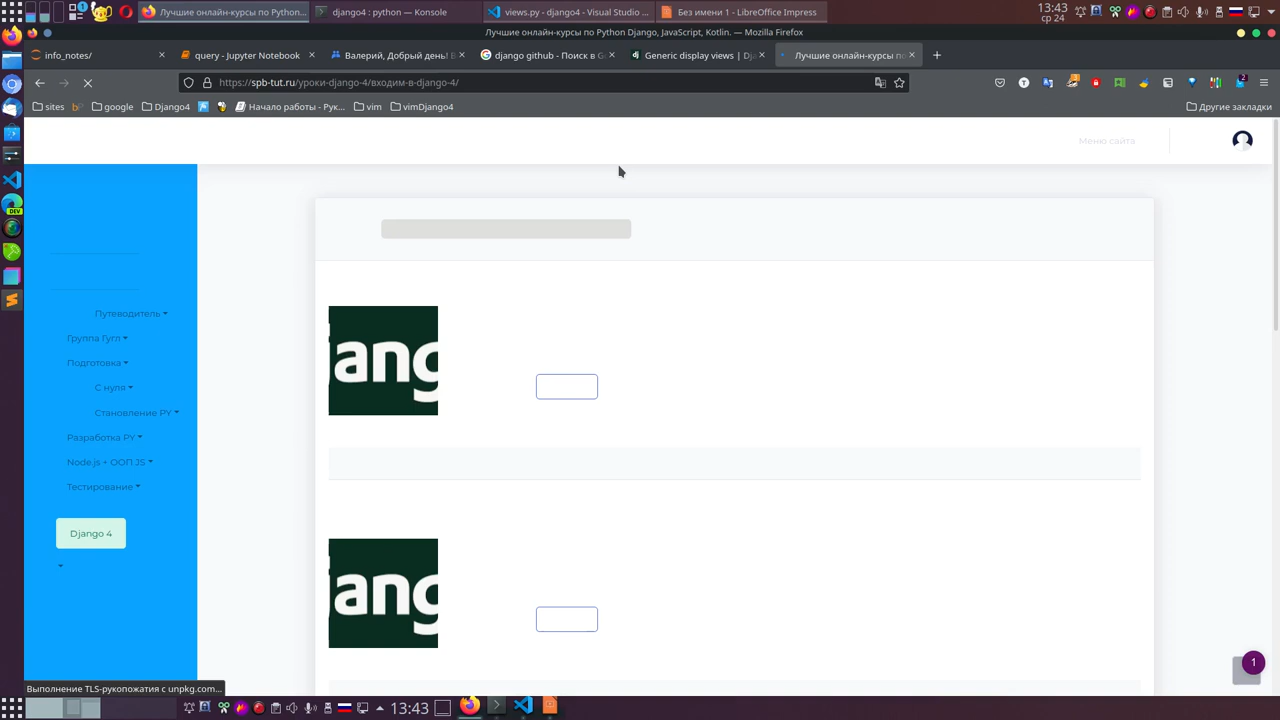 Лучшие онлайн-курсы по Python...
django4 : python — Konsole
views.py - django4 - Visual Studio ...
Без имени 1 - LibreOffice Impress
13:43
ср 24
Лучшие онлайн-курсы по Python Django, JavaScript, Kotlin. — Mozilla Firefox
info_notes/
query - Jupyter Notebook
Валерий, Добрый день! В
django github - Поиск в Go
Generic display views | Dja
Лучшие онлайн-курсы по
https://spb-tut.ru/уроки-django-4/входим-в-django-4/
2
sites
bP
google
Django4
Начало работы - Рук...
vim
vimDjango4
Другие закладки
Меню сайта
Путеводитель
Группа Гугл
Подготовка
С нуля
Становление PY
Разработка PY
Node.js + ООП JS
Тестирование
Django 4
DEV
ang
ang
1
Выполнение TLS-рукопожатия с unpkg.com...
13:43